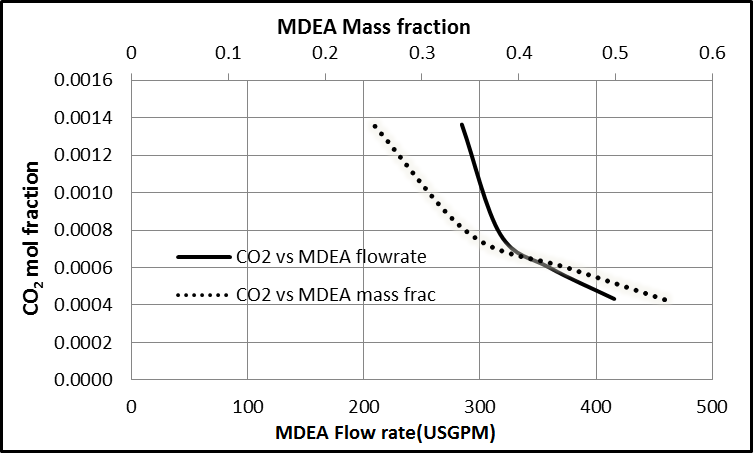 MDEA Mass fraction
0 0.1 0.2 0.3 0.4 0.5 0.6
0.0016
0.0014
0.0012
0.0010
0.0008
0.0006
0.0004
0.0002
0.0000
CO2 mol fraction
CO2 vs MDEA flowrate
CO2 vs MDEA mass frac
0 100 200 300 400 500
MDEA Flow rate(USGPM)